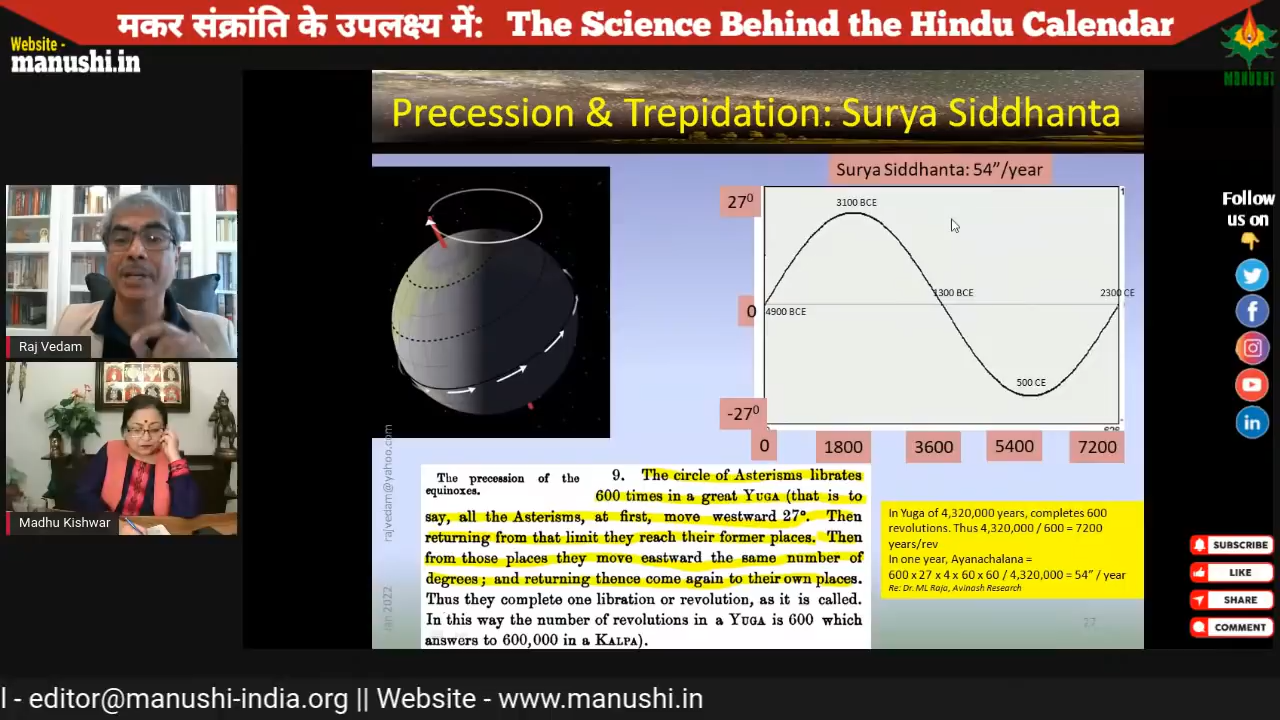 मकर संक्रांति के उपलक्ष्य में: The Science Behind the Hindu Calendar
Website -
manushi.in
MANUSHI
Precession & Trepidation: Surya Siddhanta
Surya Siddhanta: 54”/year
27⁰
3100 BCE
1300 BCE
2300 CE
0
4900 BCE
500 CE
-27⁰
0
1800
3600
5400
7200
rajvedam@yahoo.com
Jan 2022
The precession of the
equinoxes.
9. The circle of Asterisms librates
600 times in a great YUGA (that is to
say, all the Asterisms, at first, move westward 27°. Then
returning from that limit they reach their former places. Then
from those places they move eastward the same number of
degrees; and returning thence come again to their own places.
Thus they complete one libration or revolution, as it is called.
In this way the number of revolutions in a YUGA is 600 which
answers to 600,000 in a KALPA).
In Yuga of 4,320,000 years, completes 600
revolutions. Thus 4,320,000 / 600 = 7200
years/rev
In one year, Ayanachalana =
600 x 27 x 4 x 60 x 60 / 4,320,000 = 54” / year
Re: Dr. ML Raja, Avinash Research
27
Raj Vedam
Madhu Kishwar
Follow
us on
SUBSCRIBE
LIKE
SHARE
COMMENT
l - editor@manushi-india.org || Website - www.manushi.in